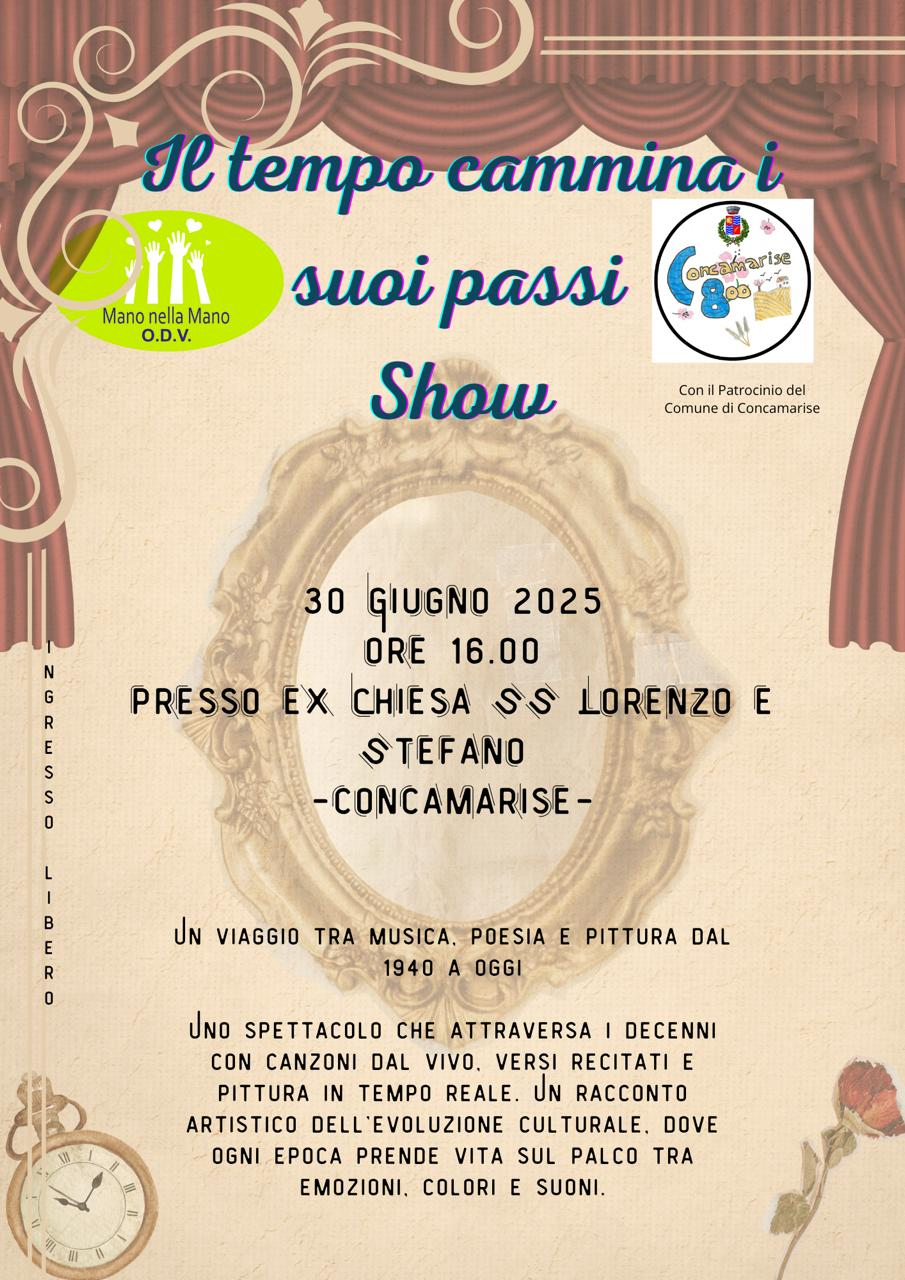 Il tempo cammina i
suoi passi
Show
Mano nella Mano
O.D.V.
Concamarise
800
Con il Patrocinio del
Comune di Concamarise
30 GIUGNO 2025
ORE 16.00
PRESSO EX CHIESA SS LORENZO E
STEFANO
-CONCAMARISE-
INGRESSO LIBERO
UN VIAGGIO TRA MUSICA, POESIA E PITTURA DAL
1940 A OGGI
UNO SPETTACOLO CHE ATTRAVERSA I DECENNI
CON CANZONI DAL VIVO, VERSI RECITATI E
PITTURA IN TEMPO REALE. UN RACCONTO
ARTISTICO DELL'EVOLUZIONE CULTURALE, DOVE
OGNI EPOCA PRENDE VITA SUL PALCO TRA
EMOZIONI, COLORI E SUONI.